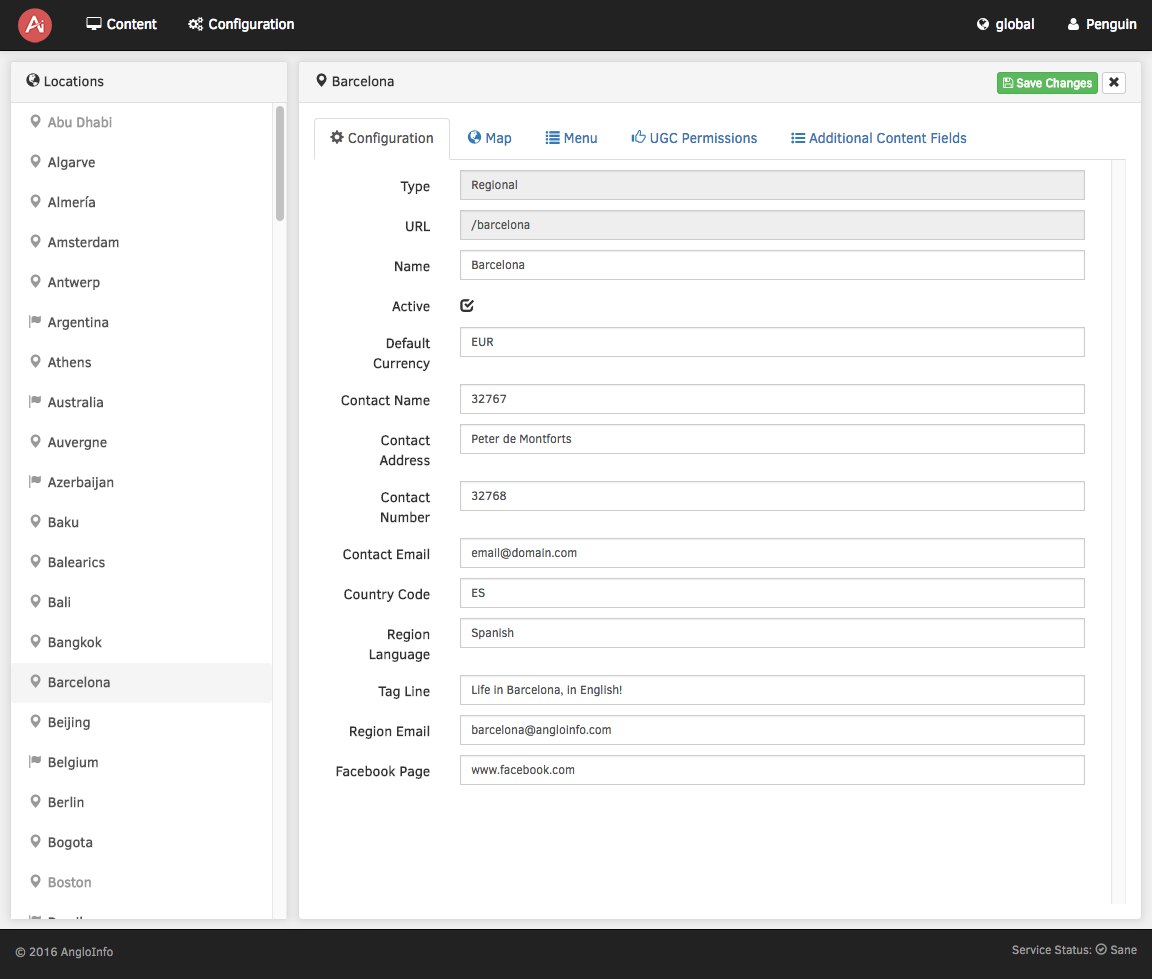 Ai Content Configuration global Penguin
Locations
Abu Dhabi
Algarve
Almería
Amsterdam
Antwerp
Argentina
Athens
Australia
Auvergne
Azerbaijan
Baku
Balearics
Bali
Bangkok
Barcelona
Beijing
Belgium
Berlin
Bogota
Boston
Barcelona Save Changes
Configuration Map Menu UGC Permissions Additional Content Fields
Type Regional
URL /barcelona
Name Barcelona
Active
Default EUR
Currency
Contact Name 32767
Contact Peter de Montforts
Address
Contact 32768
Number
Contact Email email@domain.com
Country Code ES
Region Spanish
Language
Tag Line Life in Barcelona, in English!
Region Email barcelona@angloinfo.com
Facebook Page www.facebook.com
© 2016 AngloInfo Service Status: Sane